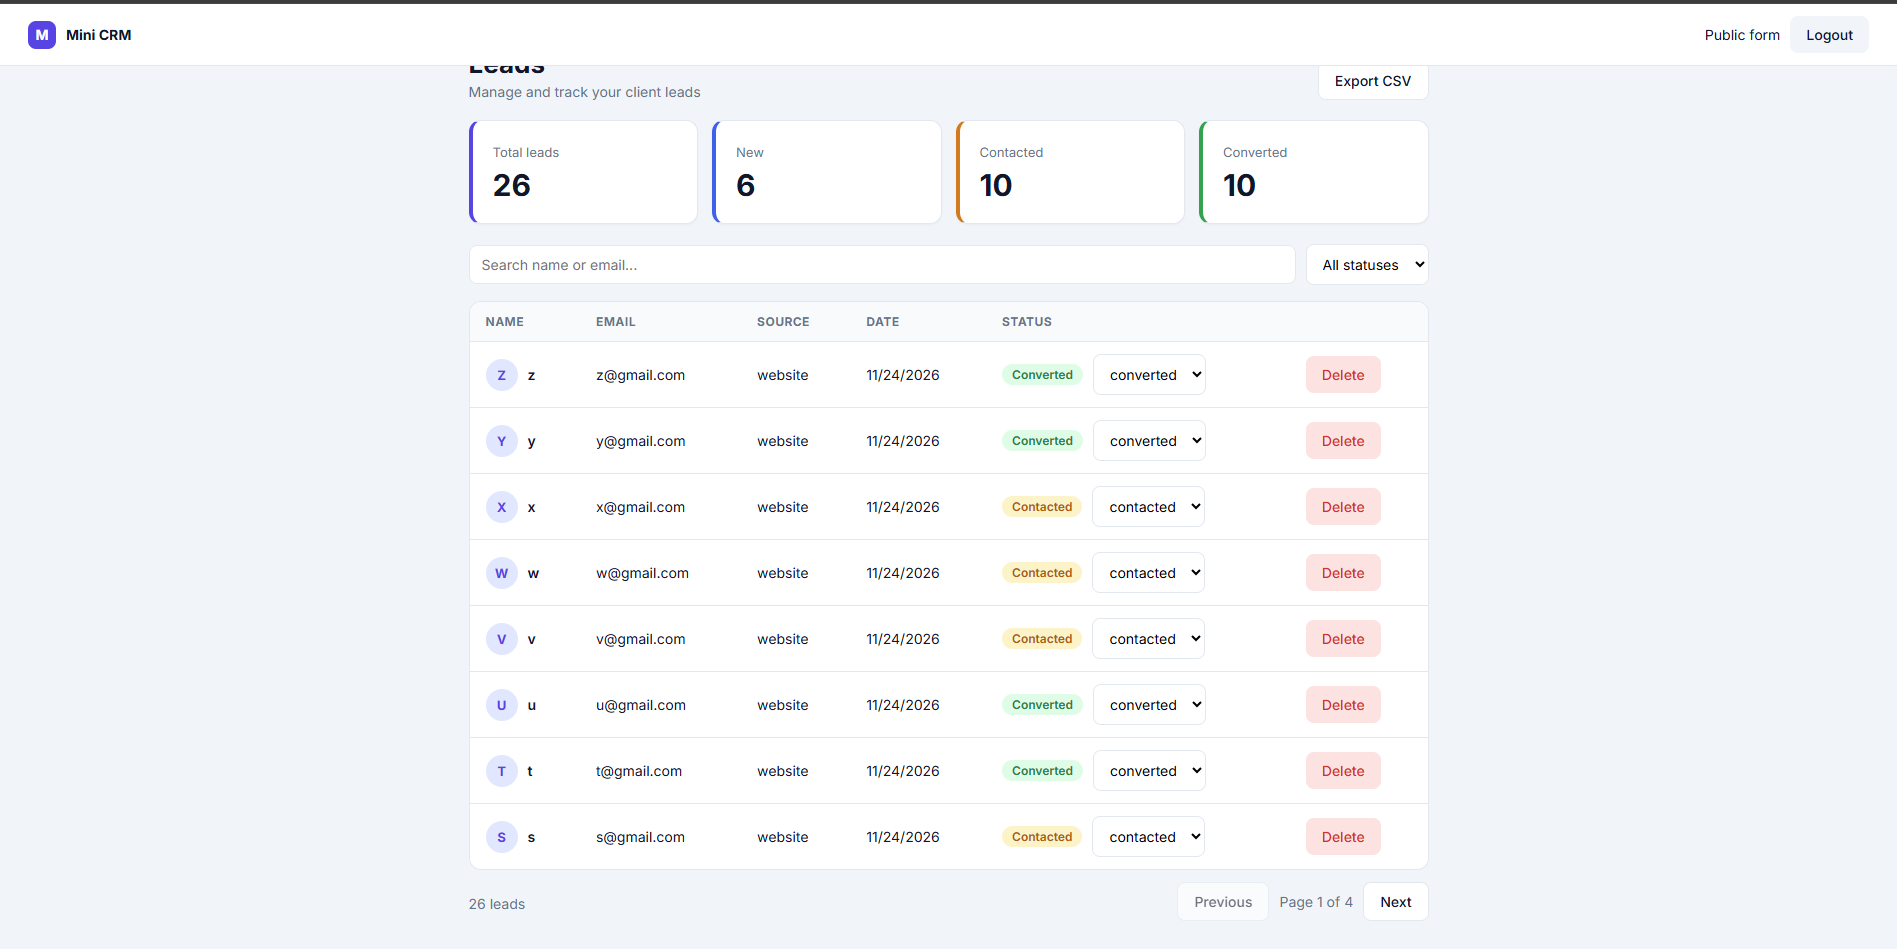 M Mini CRM Public form Logout
Leads
Manage and track your client leads
Export CSV
Total leads New Contacted Converted
26 6 10 10
Search name or email... All statuses
NAME EMAIL SOURCE DATE STATUS
Z z z@gmail.com website 11/24/2026 Converted converted Delete
Y y y@gmail.com website 11/24/2026 Converted converted Delete
X x x@gmail.com website 11/24/2026 Contacted contacted Delete
W w w@gmail.com website 11/24/2026 Contacted contacted Delete
V v v@gmail.com website 11/24/2026 Contacted contacted Delete
U u u@gmail.com website 11/24/2026 Converted converted Delete
T t t@gmail.com website 11/24/2026 Converted converted Delete
S s s@gmail.com website 11/24/2026 Contacted contacted Delete
26 leads Previous Page 1 of 4 Next